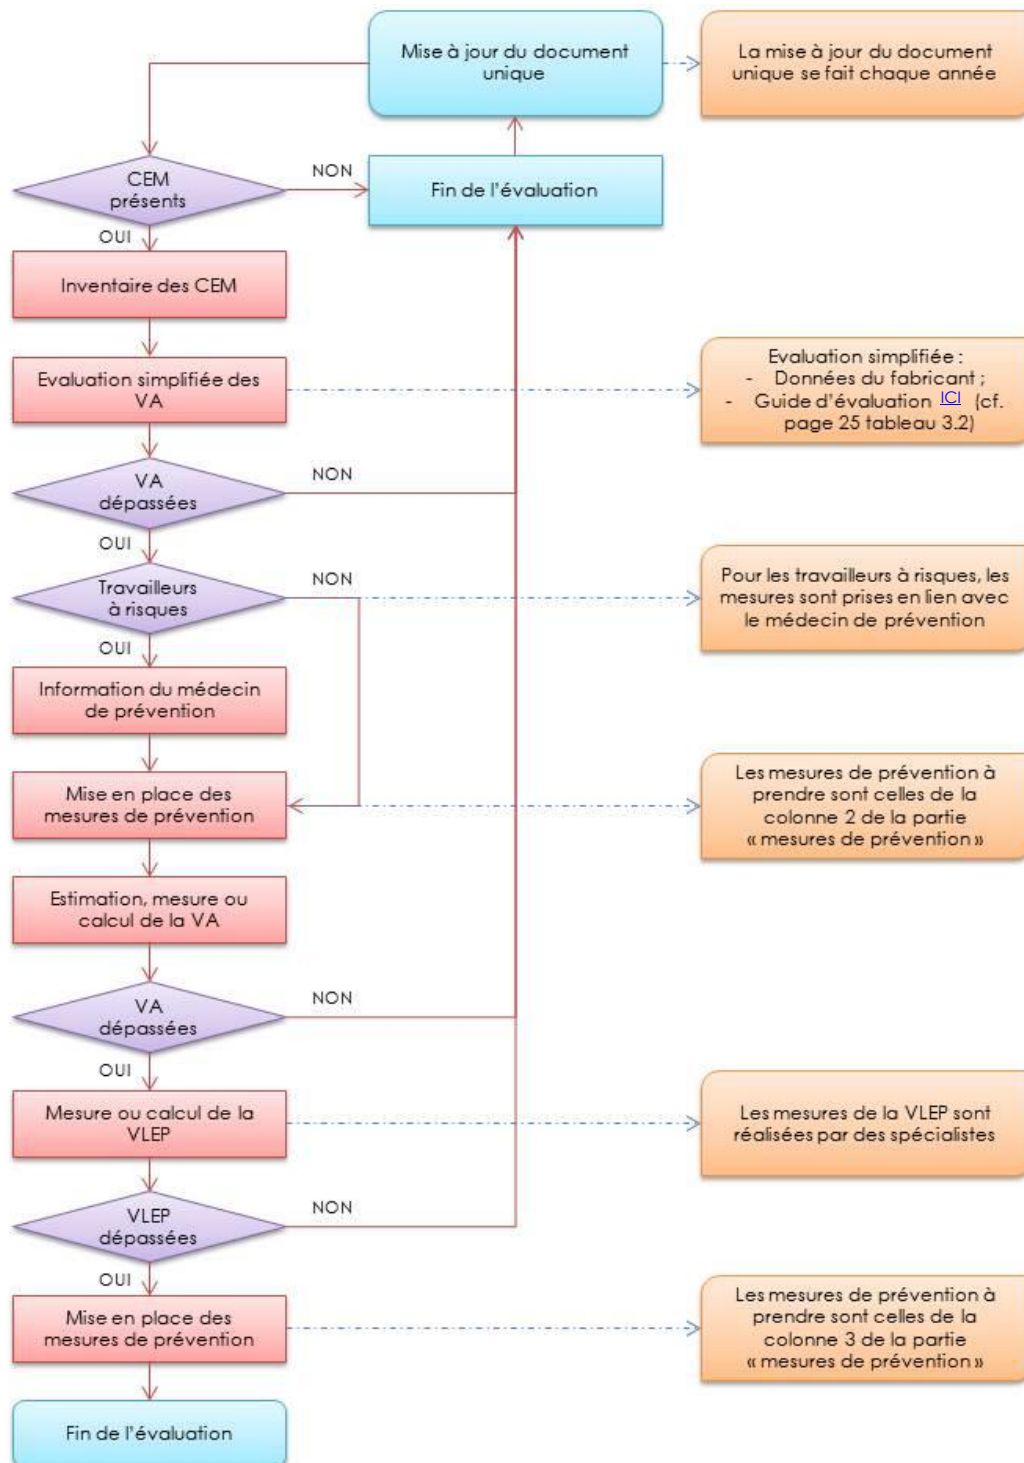 Mise à jour du document
unique
La mise à jour du document
unique se fait chaque année
CEM
présents
NON
Fin de l'évaluation
OUI
Inventaire des CEM
Evaluation simplifiée des
VA
Evaluation simplifiée :
- Données du fabricant ;
- Guide d'évaluation ICI (cf.
page 25 tableau 3.2)
VA
dépassées
NON
OUI
Travailleurs
à risques
NON
Pour les travailleurs à risques, les
mesures sont prises en lien avec
le médecin de prévention
OUI
Information du médecin
de prévention
Mise en place des
mesures de prévention
Les mesures de prévention à
prendre sont celles de la
colonne 2 de la partie
« mesures de prévention »
Estimation, mesure ou
calcul de la VA
VA
dépassées
NON
OUI
Mesure ou calcul de la
VLEP
Les mesures de la VLEP sont
réalisées par des spécialistes
VLEP
dépassées
NON
OUI
Mise en place des
mesures de prévention
Les mesures de prévention à
prendre sont celles de la
colonne 3 de la partie
« mesures de prévention »
Fin de l'évaluation